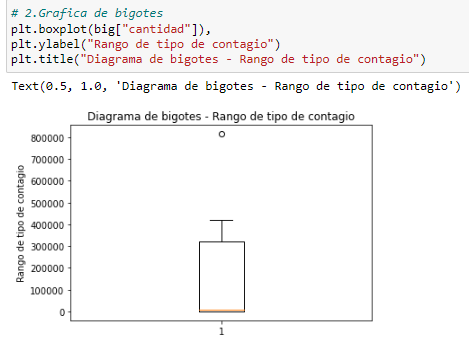 # 2.Grafica de bigotes
plt.boxplot(big["cantidad"]),
plt.ylabel("Rango de tipo de contagio")
plt.title("Diagrama de bigotes - Rango de tipo de contagio")
Text(0.5, 1.0, 'Diagrama de bigotes - Rango de tipo de contagio')
Diagrama de bigotes - Rango de tipo de contagio
Rango de tipo de contagio
800000
700000
600000
500000
400000
300000
200000
100000
0
1